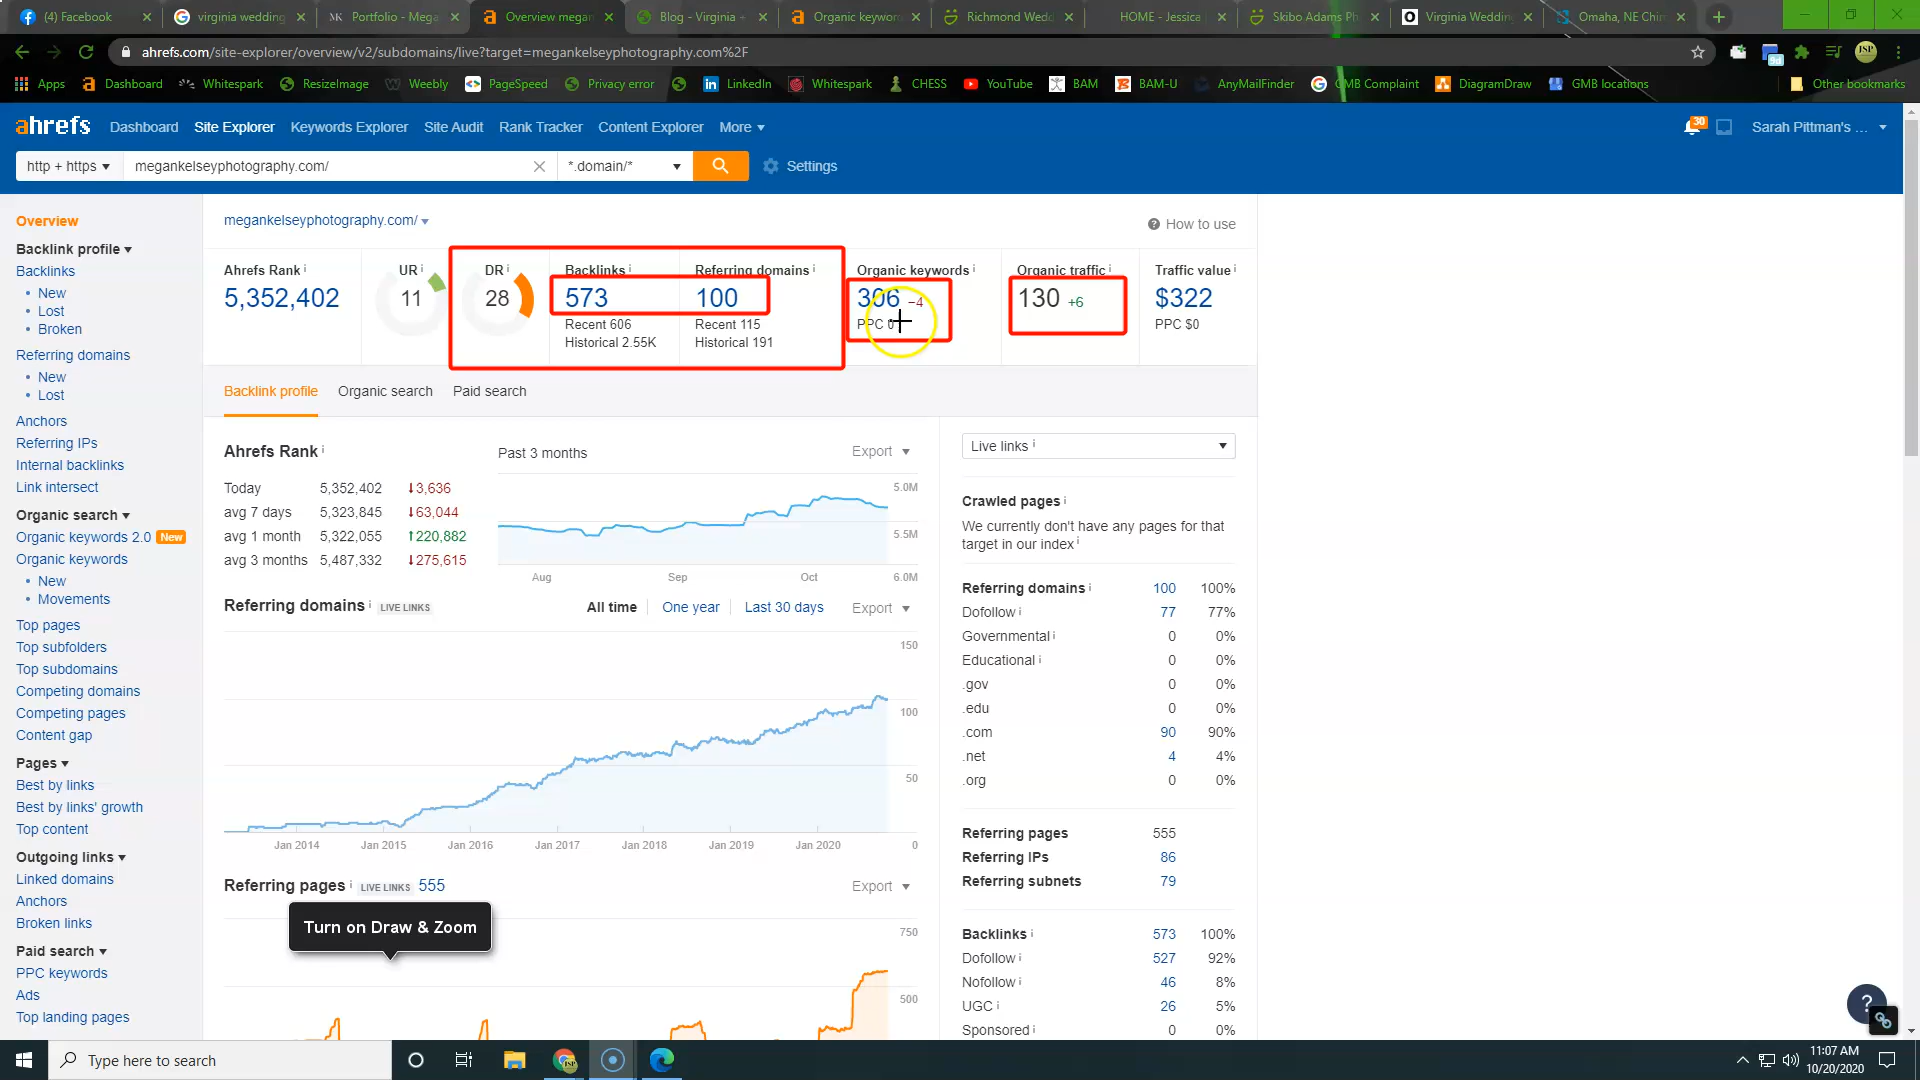 (4) Facebook
virginia wedding
MK Portfolio - Mega
Overview megan
Blog - Virginia +
Organic keywor
Richmond Wedd
HOME - Jessica
Skibo Adams Ph
Virginia Wedding
Omaha, NE Chin
ahrefs.com/site-explorer/overview/v2/subdomains/live?target=megankelseyphotography.com%2F
JSP
Apps Dashboard Whitespark ResizeImage Weebly PageSpeed Privacy error LinkedIn Whitespark CHESS YouTube BAM BAM-U AnyMailFinder GMB Complaint DiagramDraw GMB locations Other bookmarks
ahrefs Dashboard Site Explorer Keywords Explorer Site Audit Rank Tracker Content Explorer More 30 Sarah Pittman's ...
http + https megankelseyphotography.com/ *.domain/* Settings
Overview
Backlink profile
Backlinks
New
Lost
Broken
Referring domains
New
Lost
Anchors
Referring IPs
Internal backlinks
Link intersect
Organic search
Organic keywords 2.0 New
Organic keywords
New
Movements
Top pages
Top subfolders
Top subdomains
Competing domains
Competing pages
Content gap
Pages
Best by links
Best by links' growth
Top content
Outgoing links
Linked domains
Anchors
Broken links
Paid search
PPC keywords
Ads
Top landing pages
megankelseyphotography.com/
How to use
Ahrefs Rank
5,352,402
UR
11
DR
28
Backlinks
573
Recent 606
Historical 2.55K
Referring domains
100
Recent 115
Historical 191
Organic keywords
306 −4
PPC 0
Organic traffic
130 +6
Traffic value
$322
PPC $0
Backlink profile Organic search Paid search
Ahrefs Rank
Past 3 months
Export
Today 5,352,402 ↓3,636
avg 7 days 5,323,845 ↓63,044
avg 1 month 5,322,055 ↑220,882
avg 3 months 5,487,332 ↓275,615
5.0M
5.5M
6.0M
Aug Sep Oct
Referring domains LIVE LINKS
All time One year Last 30 days Export
150
100
50
0
Jan 2014 Jan 2015 Jan 2016 Jan 2017 Jan 2018 Jan 2019 Jan 2020
Referring pages LIVE LINKS 555
Export
Turn on Draw & Zoom
750
500
Live links
Crawled pages
We currently don't have any pages for that
target in our index
Referring domains 100 100%
Dofollow 77 77%
Governmental 0 0%
Educational 0 0%
.gov 0 0%
.edu 0 0%
.com 90 90%
.net 4 4%
.org 0 0%
Referring pages 555
Referring IPs 86
Referring subnets 79
Backlinks 573 100%
Dofollow 527 92%
Nofollow 46 8%
UGC 26 5%
Sponsored 0 0%
?
Type here to search
11:07 AM
10/20/2020